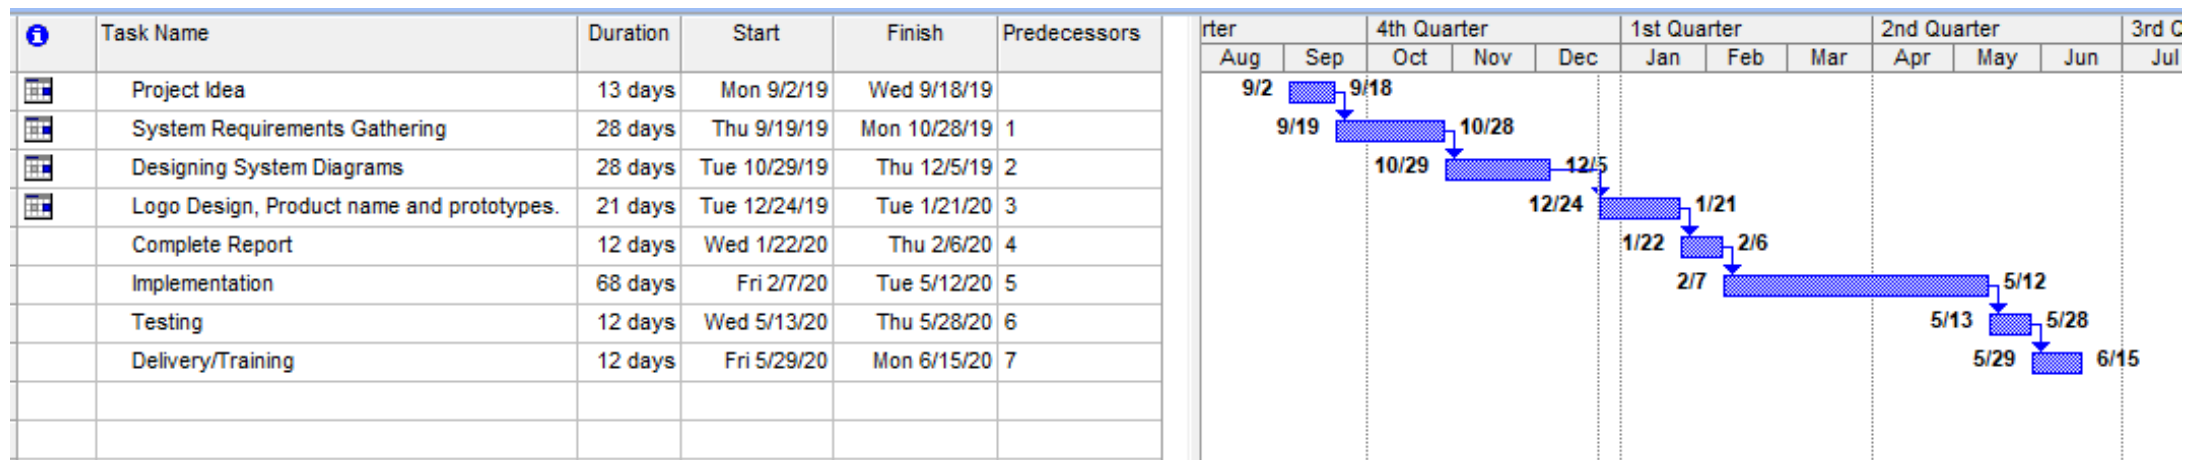 Task Name Duration Start Finish Predecessors
rter 4th Quarter 1st Quarter 2nd Quarter 3rd Q
Aug Sep Oct Nov Dec Jan Feb Mar Apr May Jun Jul
Project Idea 13 days Mon 9/2/19 Wed 9/18/19 9/2 9/18
System Requirements Gathering 28 days Thu 9/19/19 Mon 10/28/19 1 9/19 10/28
Designing System Diagrams 28 days Tue 10/29/19 Thu 12/5/19 2 10/29 12/5
Logo Design, Product name and prototypes. 21 days Tue 12/24/19 Tue 1/21/20 3 12/24 1/21
Complete Report 12 days Wed 1/22/20 Thu 2/6/20 4 1/22 2/6
Implementation 68 days Fri 2/7/20 Tue 5/12/20 5 2/7 5/12
Testing 12 days Wed 5/13/20 Thu 5/28/20 6 5/13 5/28
Delivery/Training 12 days Fri 5/29/20 Mon 6/15/20 7 5/29 6/15